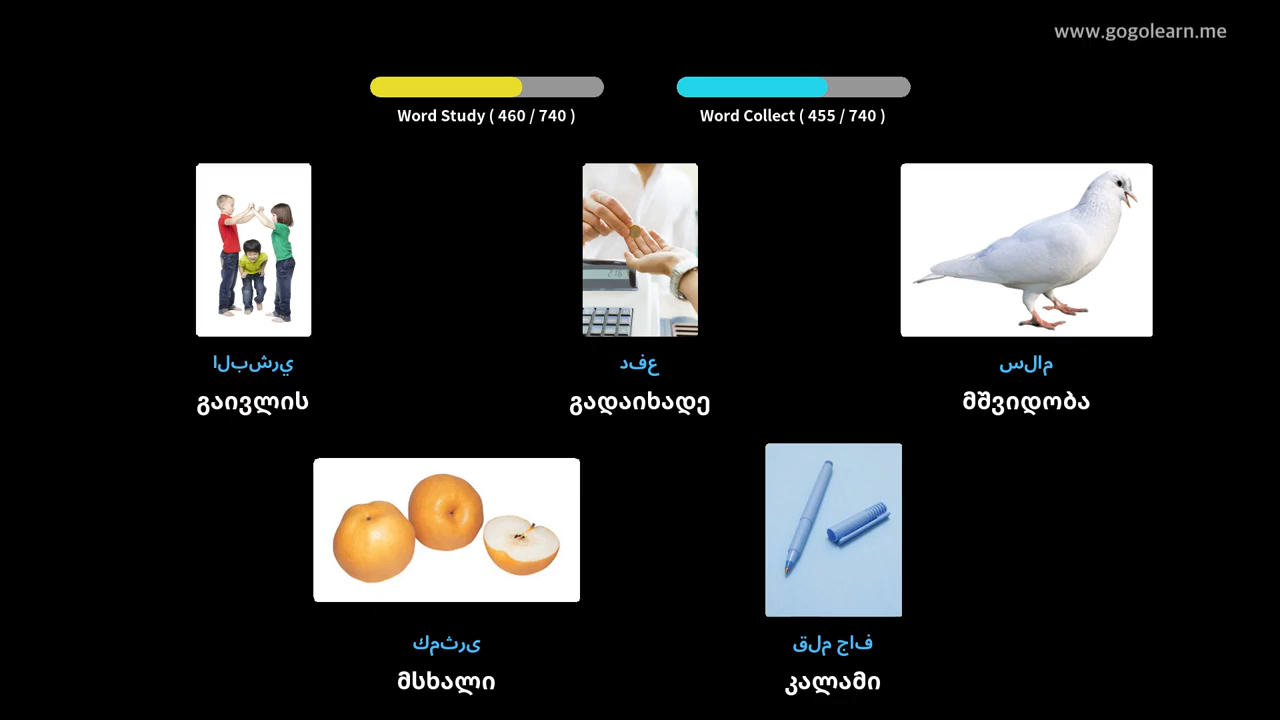 www.gogolearn.me
Word Study ( 460 / 740 )
Word Collect ( 455 / 740 )
البشري
გაივლის
دفع
გადაიხადე
سلام
მშვიდობა
كمثرى
მსხალი
قلم جاف
კალამი